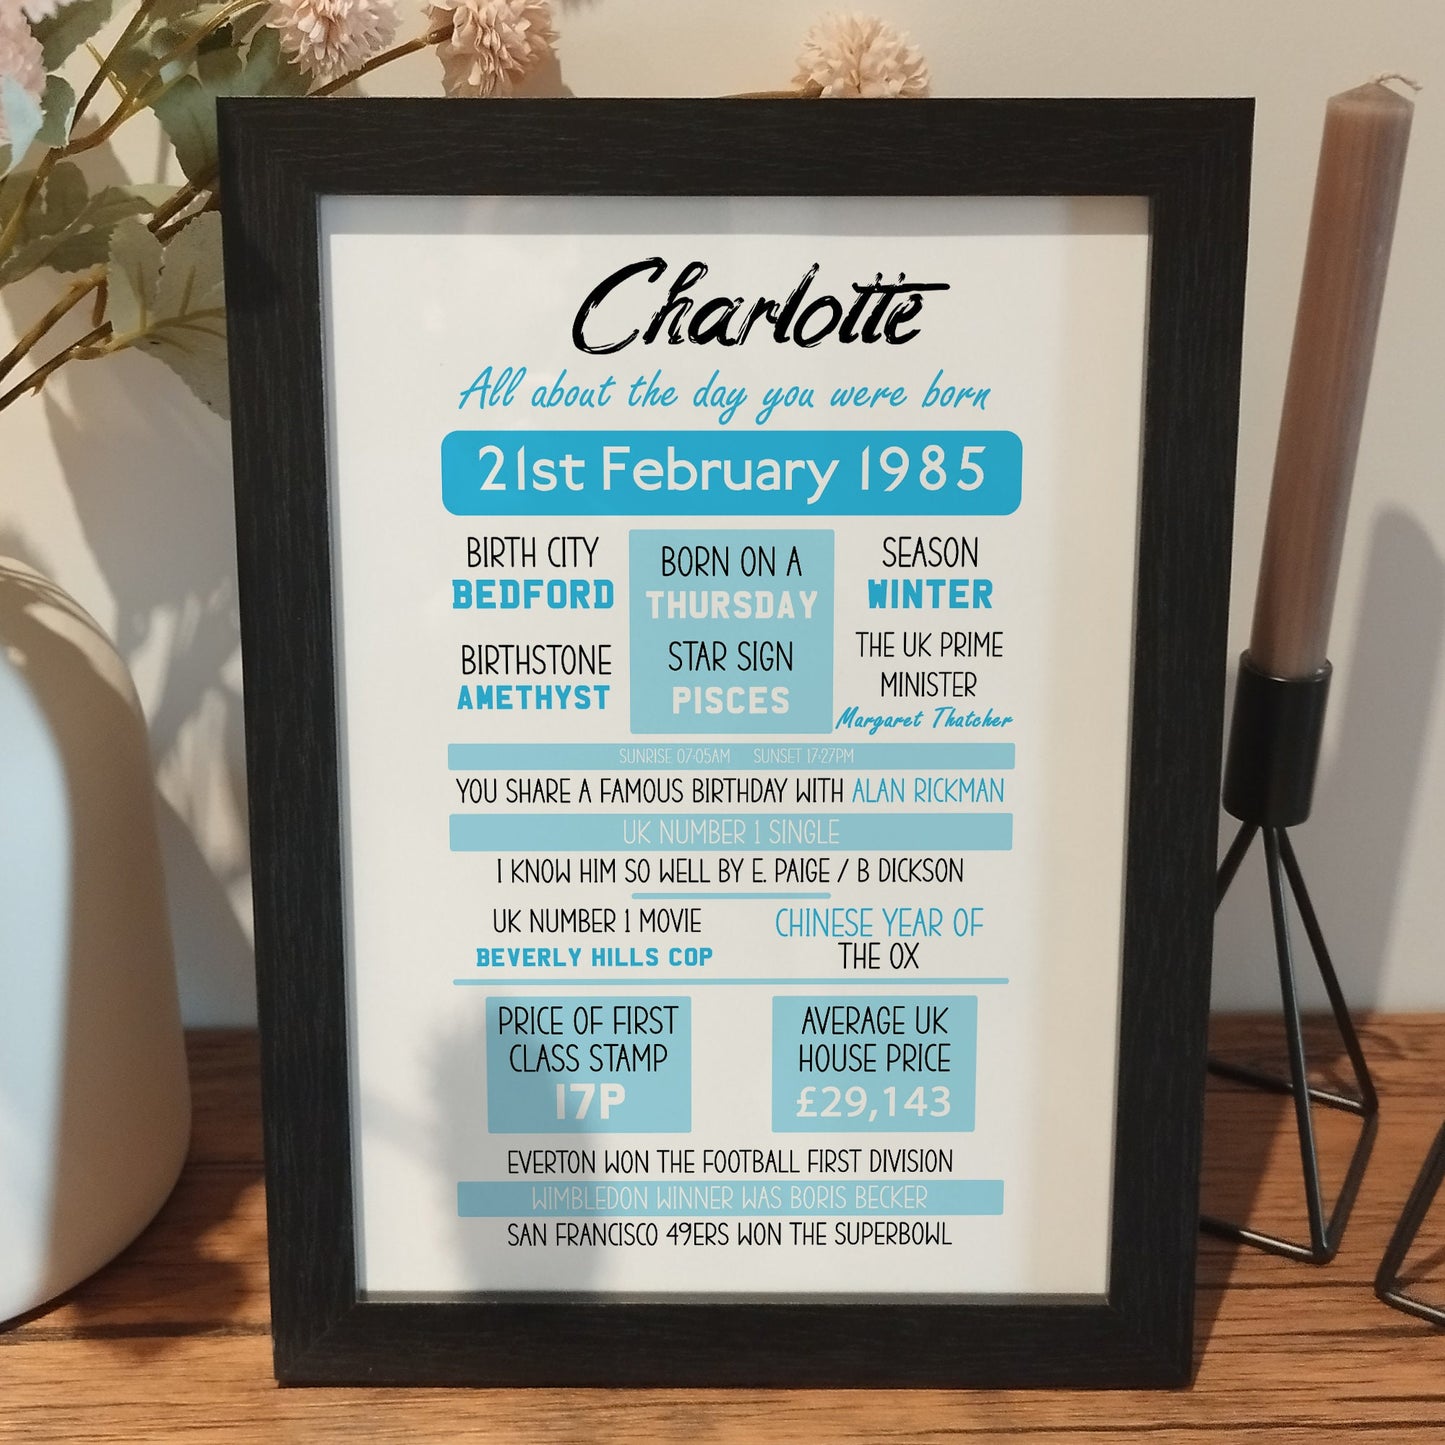 Charlotte
All about the day you were born
21st February 1985
BIRTH CITY
BEDFORD
BORN ON A
THURSDAY
SEASON
WINTER
BIRTHSTONE
AMETHYST
STAR SIGN
PISCES
THE UK PRIME
MINISTER
Margaret Thatcher
SUNRISE 07:05AM SUNSET 17:27PM
YOU SHARE A FAMOUS BIRTHDAY WITH ALAN RICKMAN
UK NUMBER 1 SINGLE
I KNOW HIM SO WELL BY E. PAIGE / B DICKSON
UK NUMBER 1 MOVIE
BEVERLY HILLS COP
CHINESE YEAR OF
THE OX
PRICE OF FIRST
CLASS STAMP
17P
AVERAGE UK
HOUSE PRICE
£29,143
EVERTON WON THE FOOTBALL FIRST DIVISION
WIMBLEDON WINNER WAS BORIS BECKER
SAN FRANCISCO 49ERS WON THE SUPERBOWL